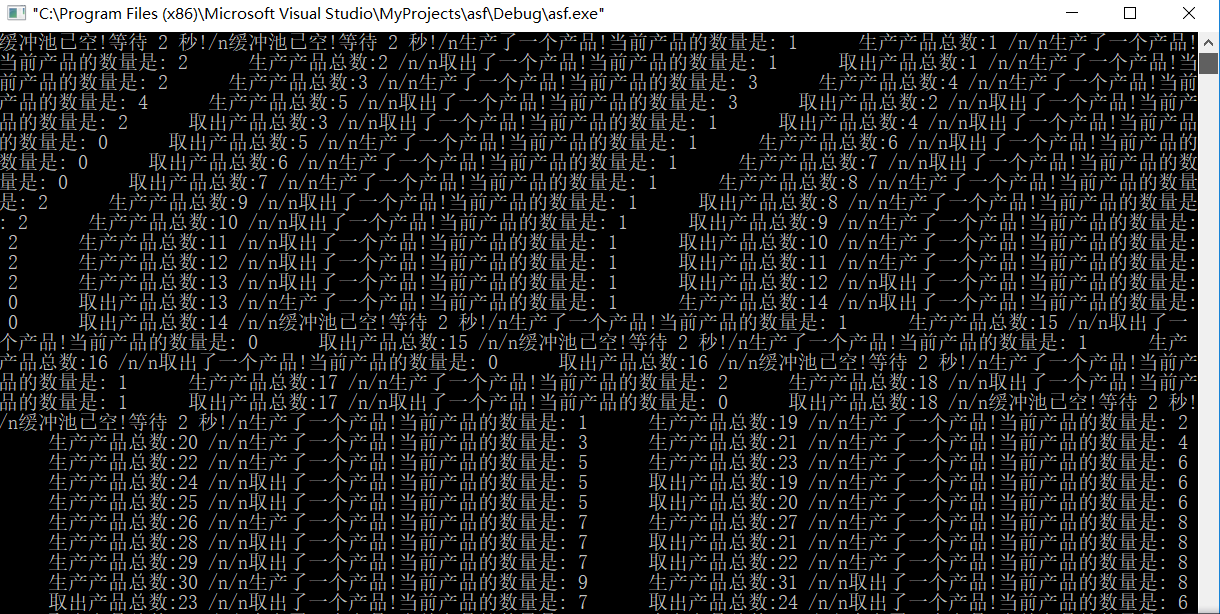 "C:\Program Files (x86)\Microsoft Visual Studio\MyProjects\asf\Debug\asf.exe"
缓冲池已空!等待 2 秒!/n缓冲池已空!等待 2 秒!/n生产了一个产品!当前产品的数量是: 1      生产产品总数:1 /n/n生产了一个产品!
当前产品的数量是: 2      生产产品总数:2 /n/n取出了一个产品!当前产品的数量是: 1      取出产品总数:1 /n/n生产了一个产品!当
前产品的数量是: 2      生产产品总数:3 /n/n生产了一个产品!当前产品的数量是: 3      生产产品总数:4 /n/n生产了一个产品!当前
产品的数量是: 4      生产产品总数:5 /n/n取出了一个产品!当前产品的数量是: 3      取出产品总数:2 /n/n取出了一个产品!当前产
品的数量是: 2      取出产品总数:3 /n/n取出了一个产品!当前产品的数量是: 1      取出产品总数:4 /n/n取出了一个产品!当前产品
的数量是: 0      取出产品总数:5 /n/n生产了一个产品!当前产品的数量是: 1      生产产品总数:6 /n/n取出了一个产品!当前产品的
数量是: 0      取出产品总数:6 /n/n生产了一个产品!当前产品的数量是: 1      生产产品总数:7 /n/n取出了一个产品!当前产品的数
量是: 0      取出产品总数:7 /n/n生产了一个产品!当前产品的数量是: 1      生产产品总数:8 /n/n生产了一个产品!当前产品的数量
是: 2      生产产品总数:9 /n/n取出了一个产品!当前产品的数量是: 1      取出产品总数:8 /n/n生产了一个产品!当前产品的数量是
: 2      生产产品总数:10 /n/n取出了一个产品!当前产品的数量是: 1      取出产品总数:9 /n/n生产了一个产品!当前产品的数量是:
2      生产产品总数:11 /n/n取出了一个产品!当前产品的数量是: 1      取出产品总数:10 /n/n生产了一个产品!当前产品的数量是:
2      生产产品总数:12 /n/n取出了一个产品!当前产品的数量是: 1      取出产品总数:11 /n/n生产了一个产品!当前产品的数量是:
2      生产产品总数:13 /n/n取出了一个产品!当前产品的数量是: 1      取出产品总数:12 /n/n取出了一个产品!当前产品的数量是:
0      取出产品总数:13 /n/n生产了一个产品!当前产品的数量是: 1      生产产品总数:14 /n/n取出了一个产品!当前产品的数量是:
0      取出产品总数:14 /n/n缓冲池已空!等待 2 秒!/n生产了一个产品!当前产品的数量是: 1      生产产品总数:15 /n/n取出了一
个产品!当前产品的数量是: 0      取出产品总数:15 /n/n缓冲池已空!等待 2 秒!/n生产了一个产品!当前产品的数量是: 1      生产
产品总数:16 /n/n取出了一个产品!当前产品的数量是: 0      取出产品总数:16 /n/n缓冲池已空!等待 2 秒!/n生产了一个产品!当前产
品的数量是: 1      生产产品总数:17 /n/n生产了一个产品!当前产品的数量是: 2      生产产品总数:18 /n/n取出了一个产品!当前产品
的数量是: 1      取出产品总数:17 /n/n取出了一个产品!当前产品的数量是: 0      取出产品总数:18 /n/n缓冲池已空!等待 2 秒!
/n缓冲池已空!等待 2 秒!/n生产了一个产品!当前产品的数量是: 1      生产产品总数:19 /n/n生产了一个产品!当前产品的数量是: 2
生产产品总数:20 /n/n生产了一个产品!当前产品的数量是: 3      生产产品总数:21 /n/n生产了一个产品!当前产品的数量是: 4
生产产品总数:22 /n/n生产了一个产品!当前产品的数量是: 5      生产产品总数:23 /n/n生产了一个产品!当前产品的数量是: 6
生产产品总数:24 /n/n取出了一个产品!当前产品的数量是: 5      取出产品总数:19 /n/n生产了一个产品!当前产品的数量是: 6
生产产品总数:25 /n/n取出了一个产品!当前产品的数量是: 5      取出产品总数:20 /n/n生产了一个产品!当前产品的数量是: 6
生产产品总数:26 /n/n生产了一个产品!当前产品的数量是: 7      生产产品总数:27 /n/n生产了一个产品!当前产品的数量是: 8
生产产品总数:28 /n/n取出了一个产品!当前产品的数量是: 7      取出产品总数:21 /n/n生产了一个产品!当前产品的数量是: 8
生产产品总数:29 /n/n取出了一个产品!当前产品的数量是: 7      取出产品总数:22 /n/n生产了一个产品!当前产品的数量是: 8
生产产品总数:30 /n/n生产了一个产品!当前产品的数量是: 9      生产产品总数:31 /n/n取出了一个产品!当前产品的数量是: 8
取出产品总数:23 /n/n取出了一个产品!当前产品的数量是: 7      取出产品总数:24 /n/n取出了一个产品!当前产品的数量是: 6